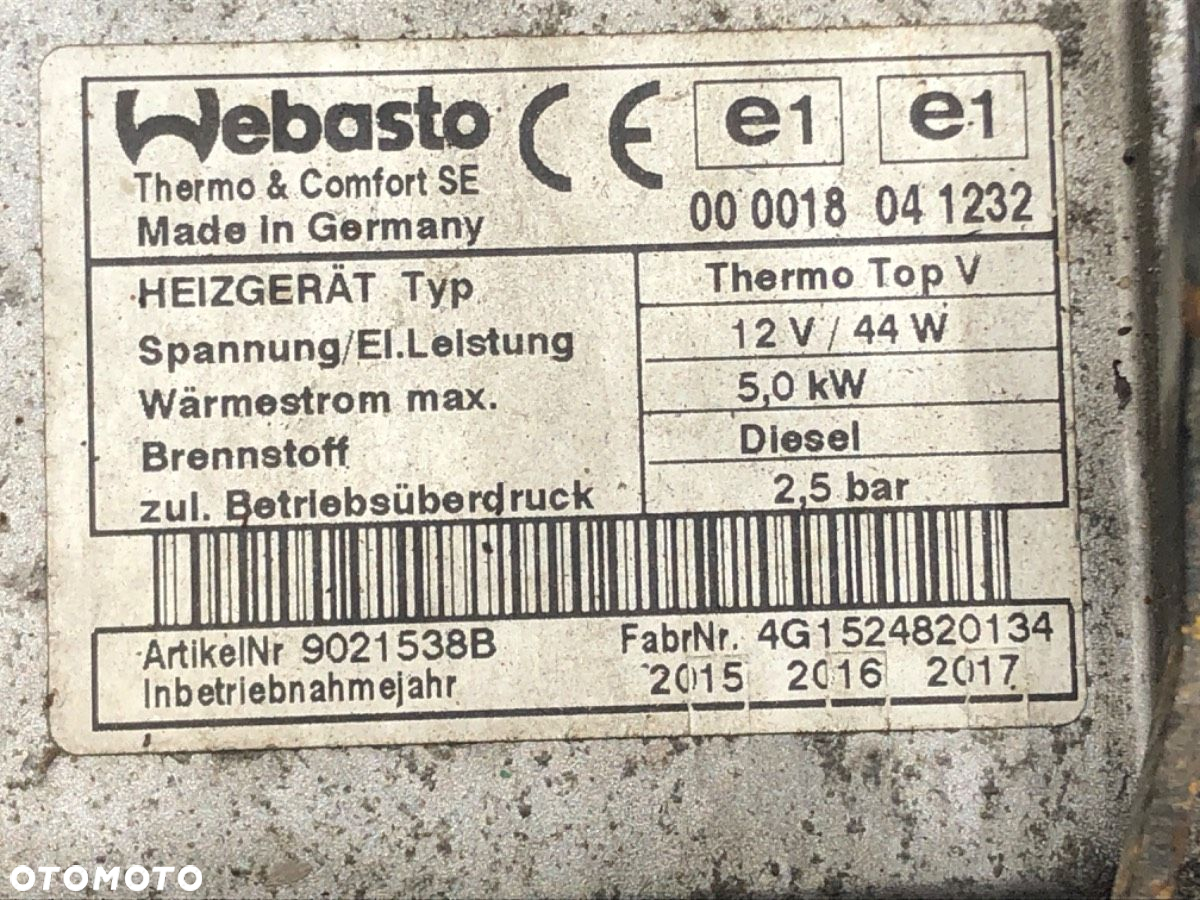 Webasto CE e1 e1
Thermo & Comfort SE
Made in Germany 00 0018 04 1232
HEIZGERÄT Typ Thermo Top V
Spannung/El.Leistung 12 V / 44 W
Wärmestrom max. 5,0 kW
Brennstoff Diesel
zul. Betriebsüberdruck 2,5 bar
ArtikelNr 9021538B FabrNr. 4G1524820134
Inbetriebnahmejahr 2015 2016 2017
OTOMOTO